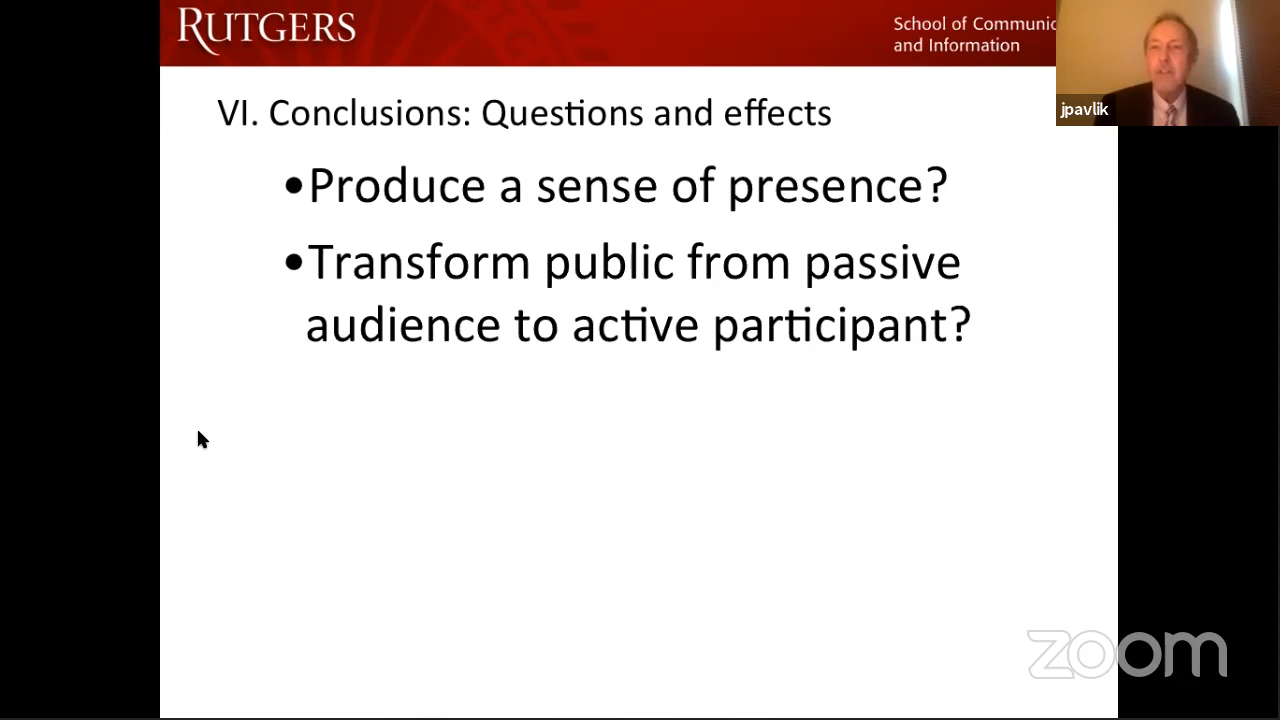 RUTGERS
School of Communic
and Information
jpavlik
VI. Conclusions: Questions and effects
•Produce a sense of presence?
•Transform public from passive
audience to active participant?
zoom